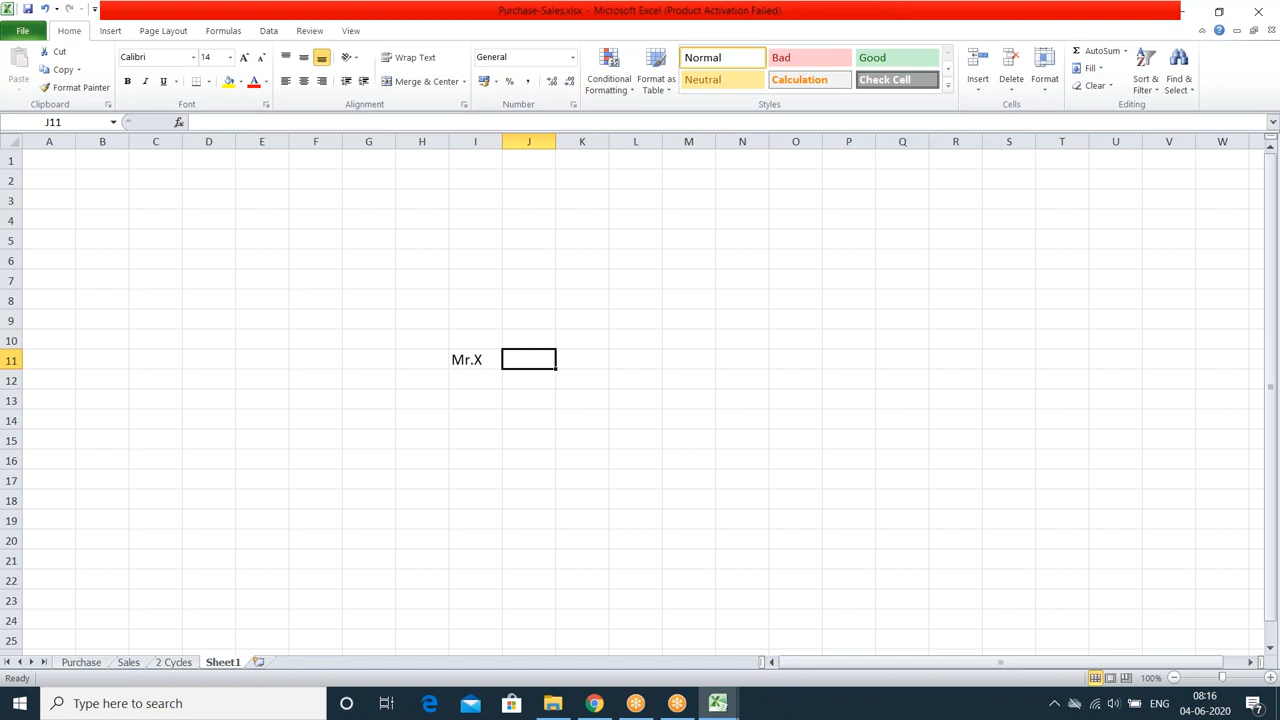 Purchase-Sales.xlsx - Microsoft Excel (Product Activation Failed)
File Home Insert Page Layout Formulas Data Review View
Paste
Cut
Copy
Format Painter
Clipboard
Calibri 14
B I U
Font
Wrap Text
Merge & Center
Alignment
General
%
Number
Conditional Formatting
Format as Table
Normal Bad Good
Neutral Calculation Check Cell
Styles
Insert Delete Format
Cells
AutoSum
Fill
Clear
Sort & Filter
Find & Select
Editing
J11 fx
A B C D E F G H I J K L M N O P Q R S T U V W
1
2
3
4
5
6
7
8
9
10
11 Mr.X
12
13
14
15
16
17
18
19
20
21
22
23
24
25
Purchase Sales 2 Cycles Sheet1
Ready 100%
Type here to search
ENG
08:16
04-06-2020
7